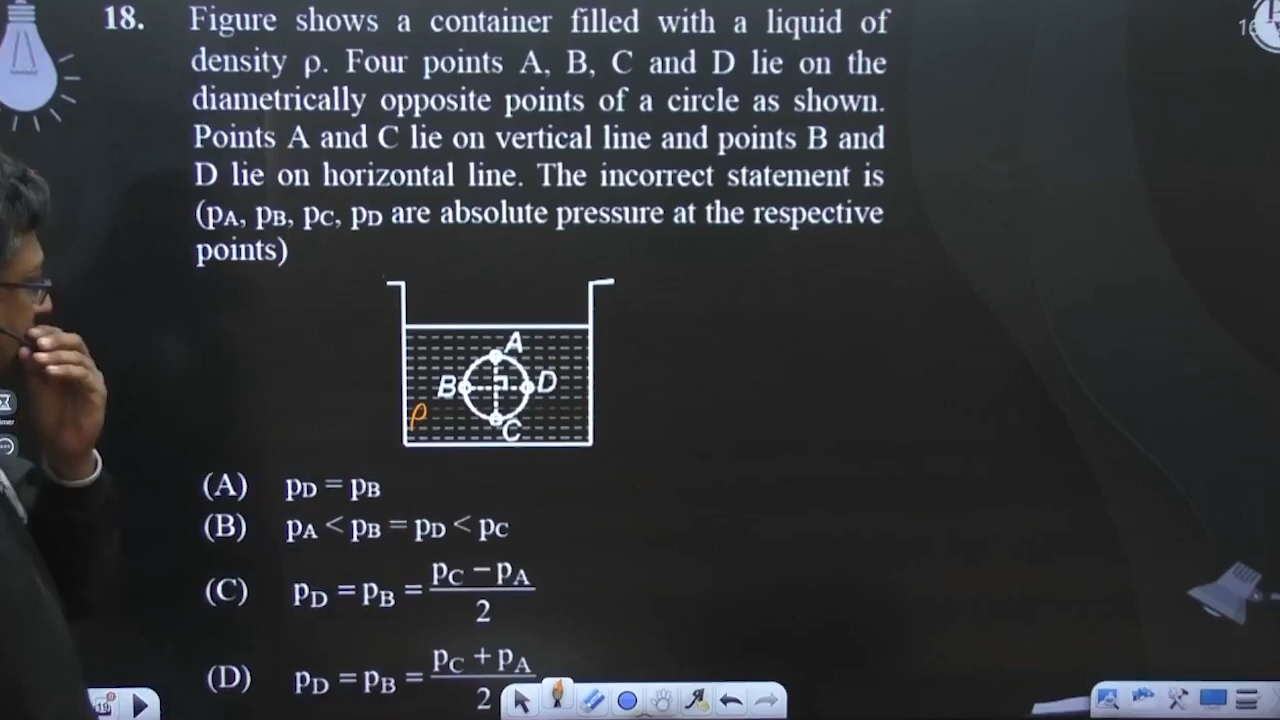 18. Figure shows a container filled with a liquid of
density ρ. Four points A, B, C and D lie on the
diametrically opposite points of a circle as shown.
Points A and C lie on vertical line and points B and
D lie on horizontal line. The incorrect statement is
(pA, pB, pC, pD are absolute pressure at the respective
points)
A
B D
ρ
C
(A) pD = pB
(B) pA < pB = pD < pC
(C) pD = pB = pC − pA / 2
(D) pD = pB = pC + pA / 2
19